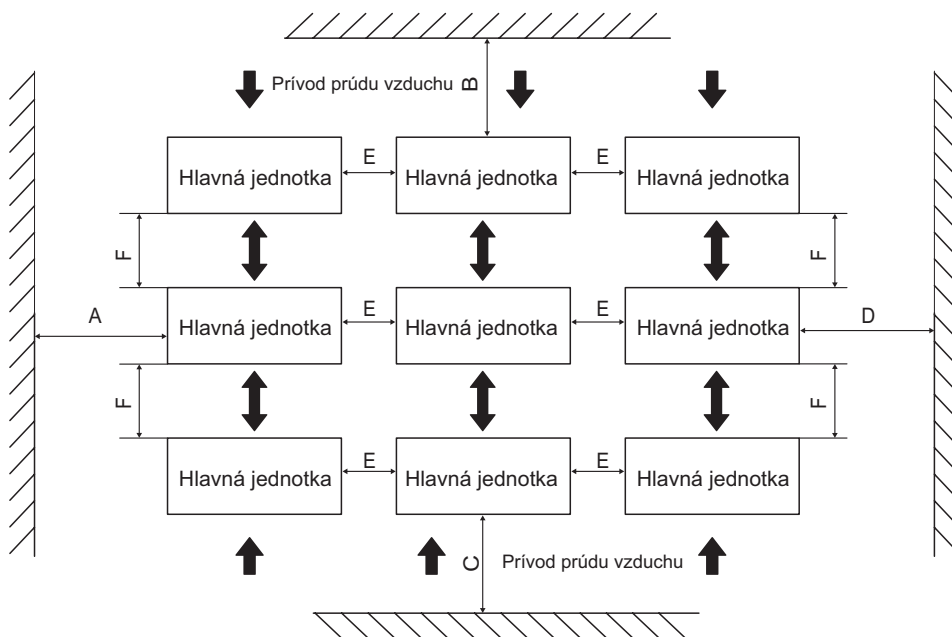 Prívod prúdu vzduchu
B
E
E
Hlavná jednotka
Hlavná jednotka
Hlavná jednotka
F
F
A
E
E
D
Hlavná jednotka
Hlavná jednotka
Hlavná jednotka
F
F
E
E
Hlavná jednotka
Hlavná jednotka
Hlavná jednotka
C
Prívod prúdu vzduchu